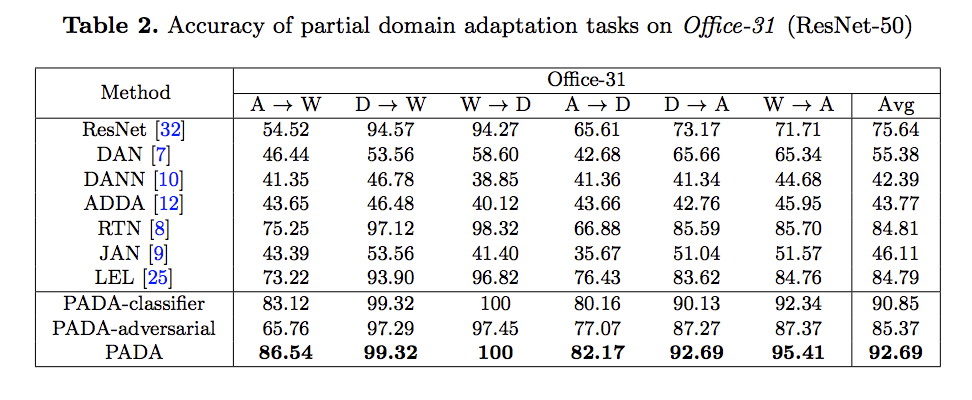 Table 2. Accuracy of partial domain adaptation tasks on Office-31 (ResNet-50)
Method Office-31
A → W D → W W → D A → D D → A W → A Avg
ResNet [32] 54.52 94.57 94.27 65.61 73.17 71.71 75.64
DAN [7] 46.44 53.56 58.60 42.68 65.66 65.34 55.38
DANN [10] 41.35 46.78 38.85 41.36 41.34 44.68 42.39
ADDA [12] 43.65 46.48 40.12 43.66 42.76 45.95 43.77
RTN [8] 75.25 97.12 98.32 66.88 85.59 85.70 84.81
JAN [9] 43.39 53.56 41.40 35.67 51.04 51.57 46.11
LEL [25] 73.22 93.90 96.82 76.43 83.62 84.76 84.79
PADA-classifier 83.12 99.32 100 80.16 90.13 92.34 90.85
PADA-adversarial 65.76 97.29 97.45 77.07 87.27 87.37 85.37
PADA 86.54 99.32 100 82.17 92.69 95.41 92.69